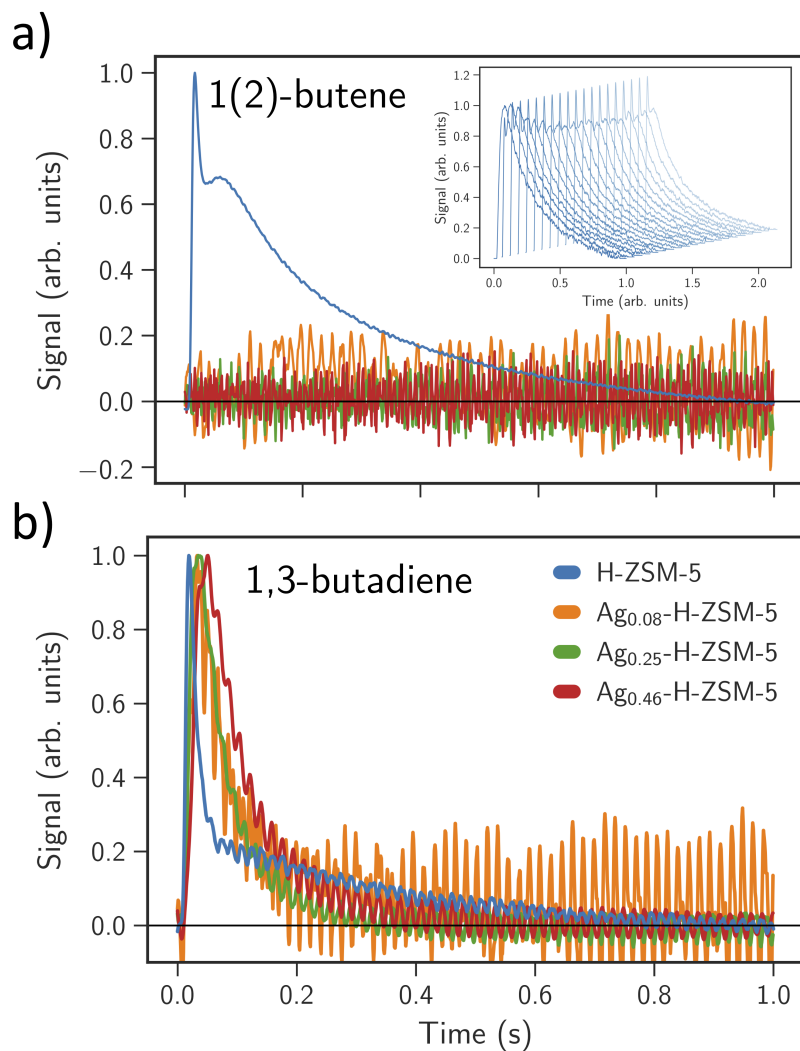 a)
1(2)-butene
Signal (arb. units)
1.0
0.8
0.6
0.4
0.2
0.0
−0.2
Signal (arb. units)
1.2
1.0
0.8
0.6
0.4
0.2
0.0
0.0 0.5 1.0 1.5 2.0
Time (arb. units)
b)
1,3-butadiene
Signal (arb. units)
1.0
0.8
0.6
0.4
0.2
0.0
H-ZSM-5
Ag0.08-H-ZSM-5
Ag0.25-H-ZSM-5
Ag0.46-H-ZSM-5
0.0 0.2 0.4 0.6 0.8 1.0
Time (s)